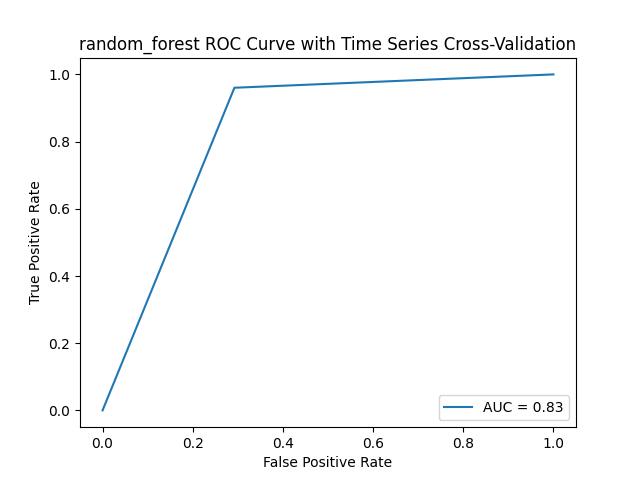 random_forest ROC Curve with Time Series Cross-Validation
1.0
0.8
0.6
0.4
0.2
0.0
True Positive Rate
AUC = 0.83
0.0 0.2 0.4 0.6 0.8 1.0
False Positive Rate